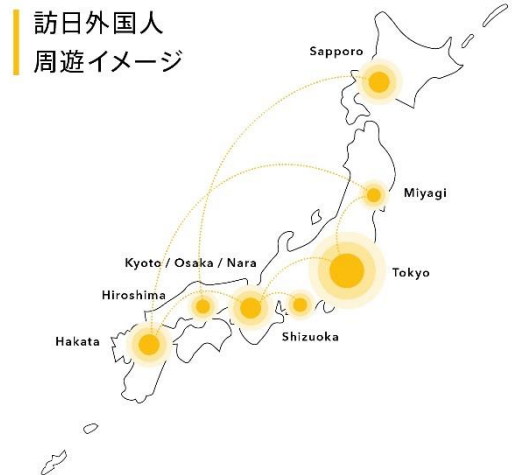 訪日外国人
周遊イメージ
Sapporo
Miyagi
Kyoto / Osaka / Nara
Tokyo
Hiroshima
Shizuoka
Hakata